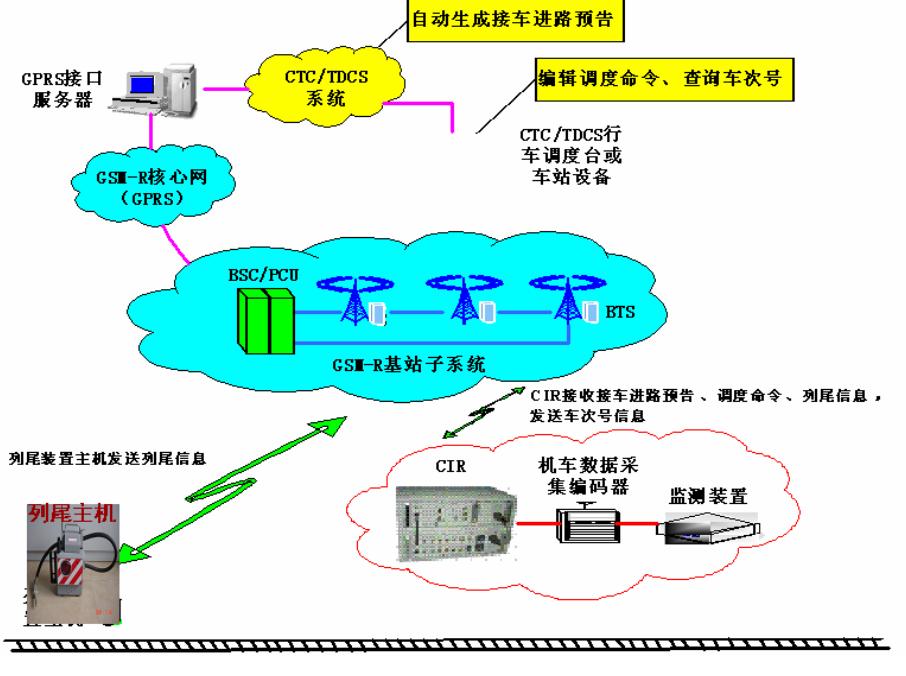 自动生成接车进路预告
GPRS接口
服务器
CTC/TDCS
系统
编辑调度命令、查询车次号
CTC/TDCS行
车调度台或
车站设备
GSM-R核心网
（GPRS）
BSC/PCU
BTS
GSM-R基站子系统
CIR接收接车进路预告、调度命令、列尾信息，
发送车次号信息
列尾装置主机发送列尾信息
CIR
机车数据采
集编码器
监测装置
列尾主机